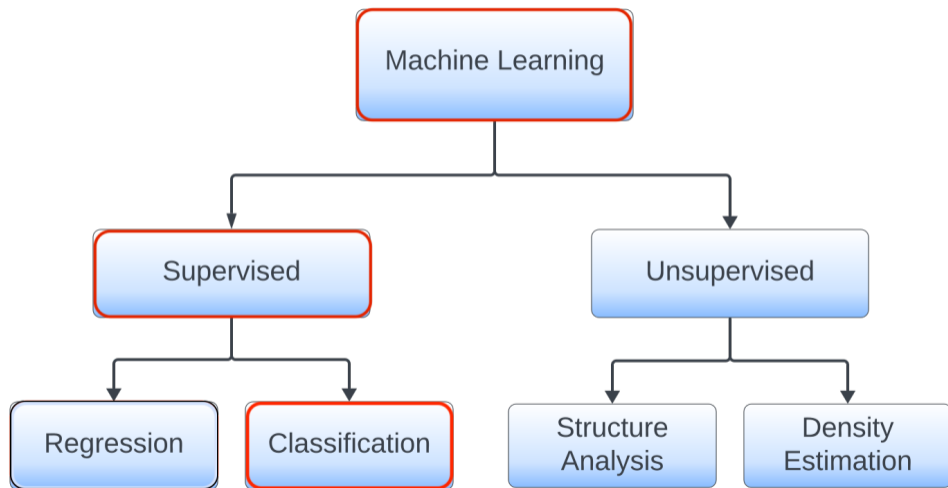 Machine Learning
Supervised
Unsupervised
Regression
Classification
Structure
Analysis
Density
Estimation